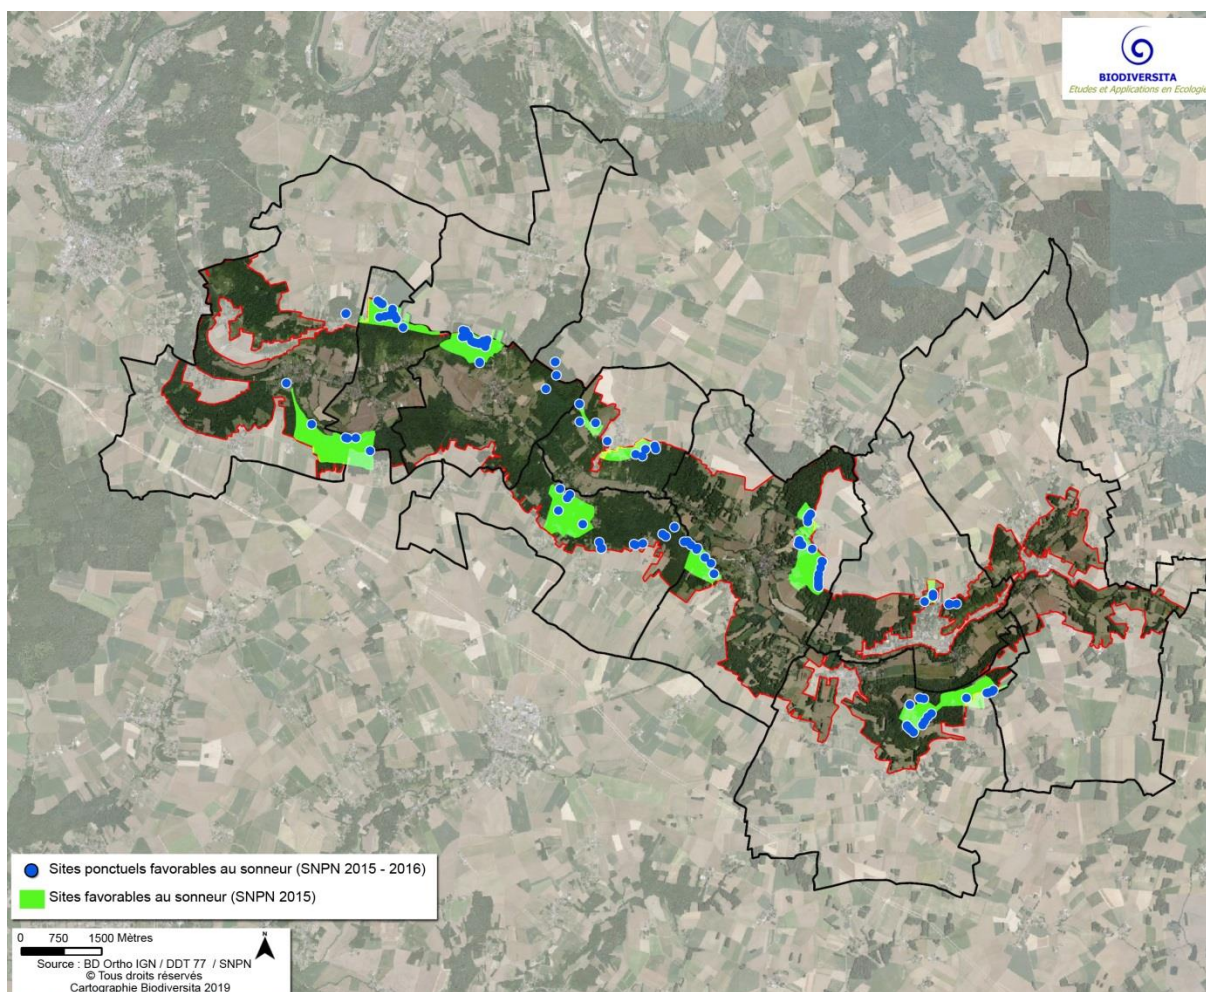 BIODIVERSITA
Etudes et Applications en Ecologie
Sites ponctuels favorables au sonneur (SNPN 2015 - 2016)
Sites favorables au sonneur (SNPN 2015)
0 750 1500 Mètres
N
Source : BD Ortho IGN / DDT 77 / SNPN
© Tous droits réservés
Cartographie Biodiversita 2019